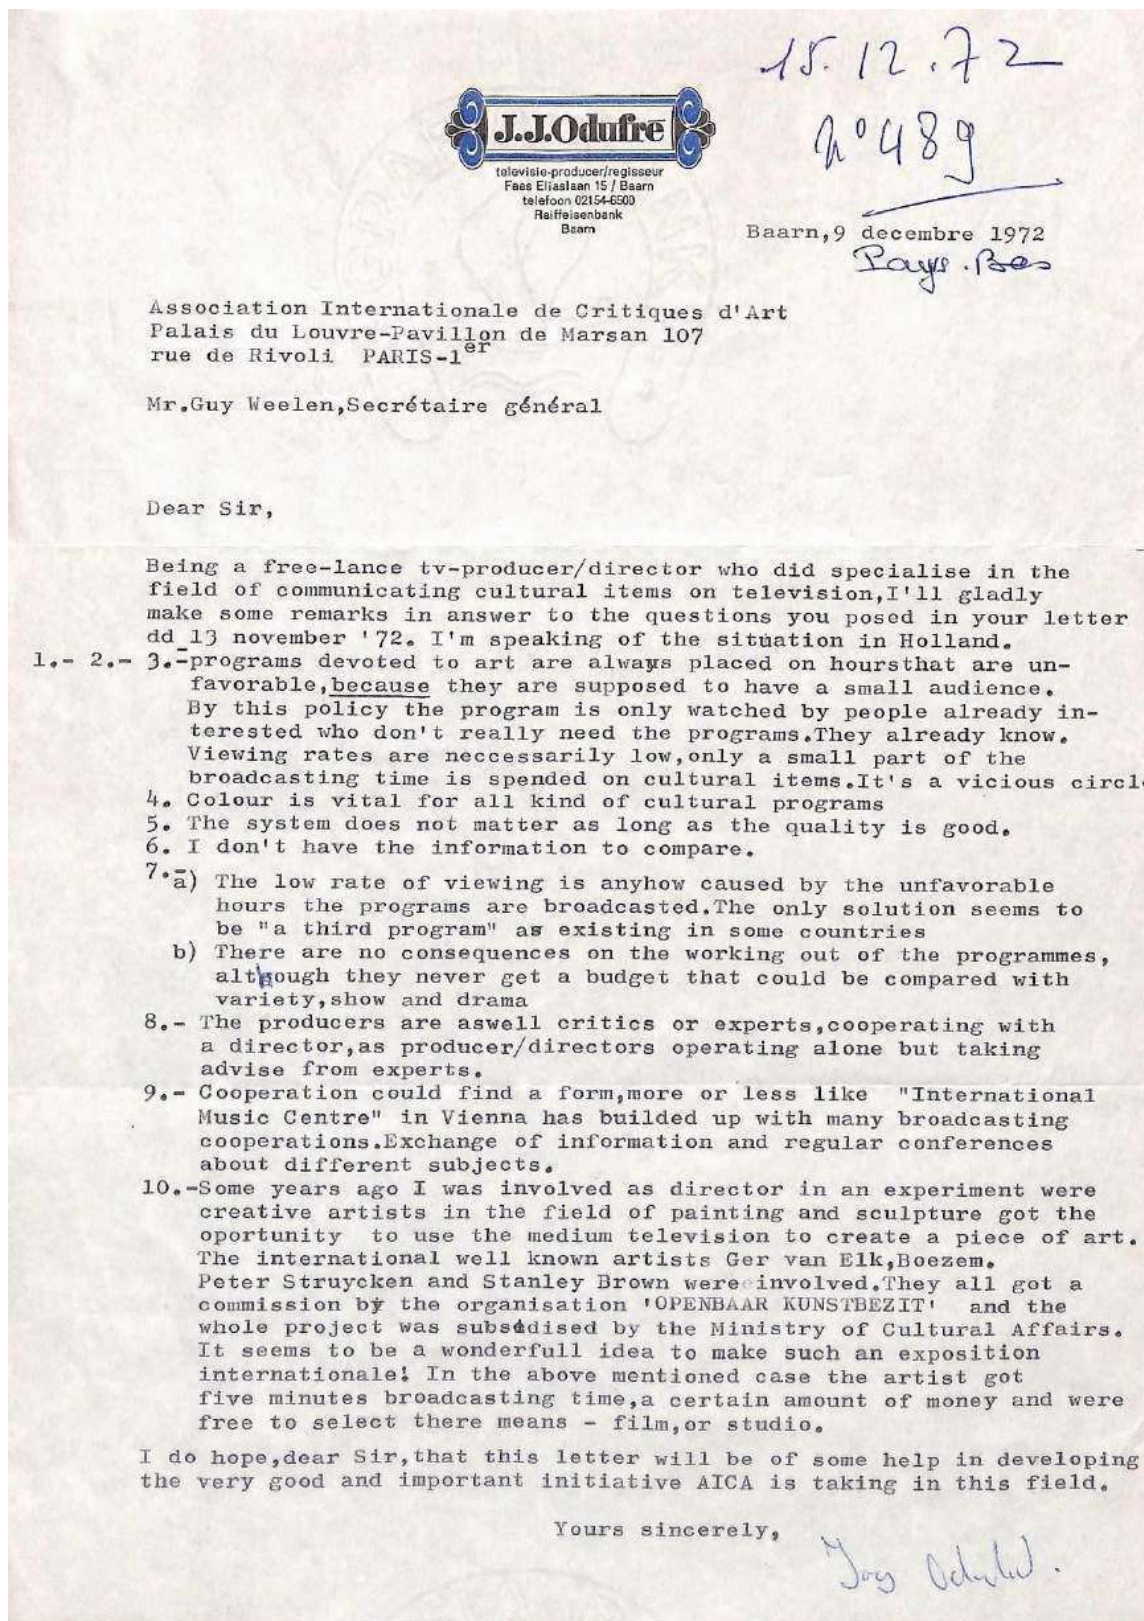 15.12.72
n° 489
J.J.Odufré
televisie-producer/regisseur
Faas Eliaslaan 15 / Baarn
telefoon 02154-6500
Raiffeisenbank
Baarn
Baarn,9 decembre 1972
Pays.Bas
Association Internationale de Critiques d'Art
Palais du Louvre-Pavillon de Marsan 107
rue de Rivoli PARIS-1er
Mr.Guy Weelen,Secrétaire général
Dear Sir,
Being a free-lance tv-producer/director who did specialise in the
field of communicating cultural items on television,I'll gladly
make some remarks in answer to the questions you posed in your letter
dd 13 november '72. I'm speaking of the situation in Holland.
1.- 2.- 3.-programs devoted to art are always placed on hoursthat are un-
favorable,because they are supposed to have a small audience.
By this policy the program is only watched by people already in-
terested who don't really need the programs.They already know.
Viewing rates are neccessarily low,only a small part of the
broadcasting time is spended on cultural items.It's a vicious circl
4. Colour is vital for all kind of cultural programs
5. The system does not matter as long as the quality is good.
6. I don't have the information to compare.
7.a) The low rate of viewing is anyhow caused by the unfavorable
hours the programs are broadcasted.The only solution seems to
be "a third program" as existing in some countries
b) There are no consequences on the working out of the programmes,
although they never get a budget that could be compared with
variety,show and drama
8.- The producers are aswell critics or experts,cooperating with
a director,as producer/directors operating alone but taking
advise from experts.
9.- Cooperation could find a form,more or less like "International
Music Centre" in Vienna has builded up with many broadcasting
cooperations.Exchange of information and regular conferences
about different subjects.
10.-Some years ago I was involved as director in an experiment were
creative artists in the field of painting and sculpture got the
oportunity to use the medium television to create a piece of art.
The international well known artists Ger van Elk,Boezem.
Peter Struycken and Stanley Brown were involved.They all got a
commission by the organisation 'OPENBAAR KUNSTBEZIT' and the
whole project was subsidised by the Ministry of Cultural Affairs.
It seems to be a wonderfull idea to make such an exposition
internationale! In the above mentioned case the artist got
five minutes broadcasting time,a certain amount of money and were
free to select there means - film,or studio.
I do hope,dear Sir,that this letter will be of some help in developing
the very good and important initiative AICA is taking in this field.
Yours sincerely,